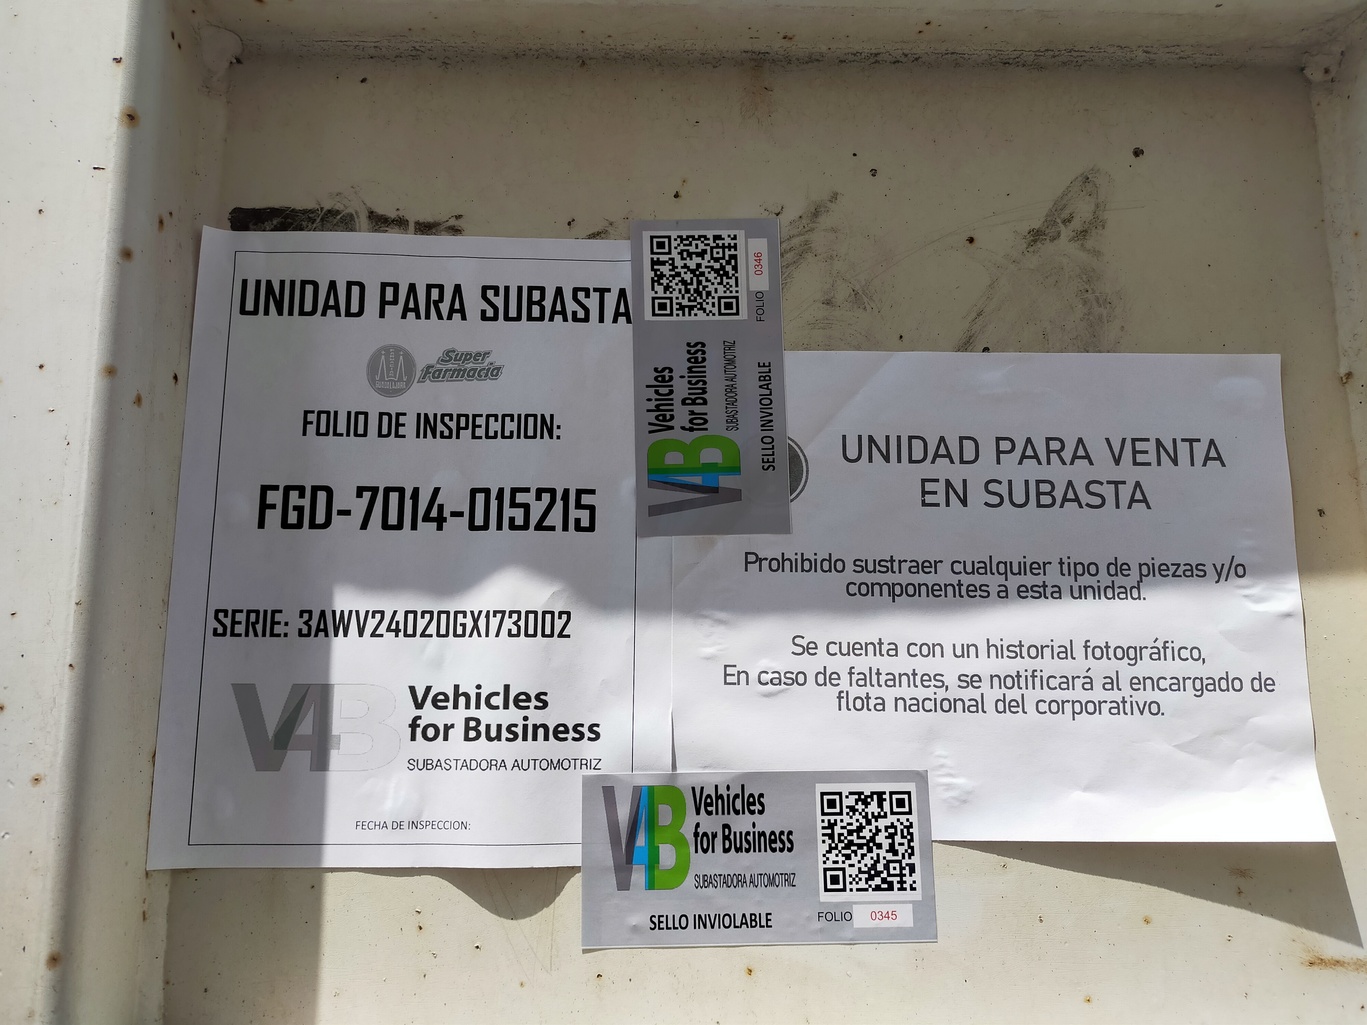 UNIDAD PARA SUBASTA
Super
Farmacia
FOLIO DE INSPECCION:
FGD-7014-015215
SERIE: 3AWV24020GX173002
V4B
Vehicles
for Business
SUBASTADORA AUTOMOTRIZ
FECHA DE INSPECCION:
FOLIO 0346
V4B
Vehicles
for Business
SUBASTADORA AUTOMOTRIZ
SELLO INVIOLABLE
UNIDAD PARA VENTA
EN SUBASTA
Prohibido sustraer cualquier tipo de piezas y/o
componentes a esta unidad.
Se cuenta con un historial fotográfico,
En caso de faltantes, se notificará al encargado de
flota nacional del corporativo.
V4B
Vehicles
for Business
SUBASTADORA AUTOMOTRIZ
SELLO INVIOLABLE
FOLIO 0345